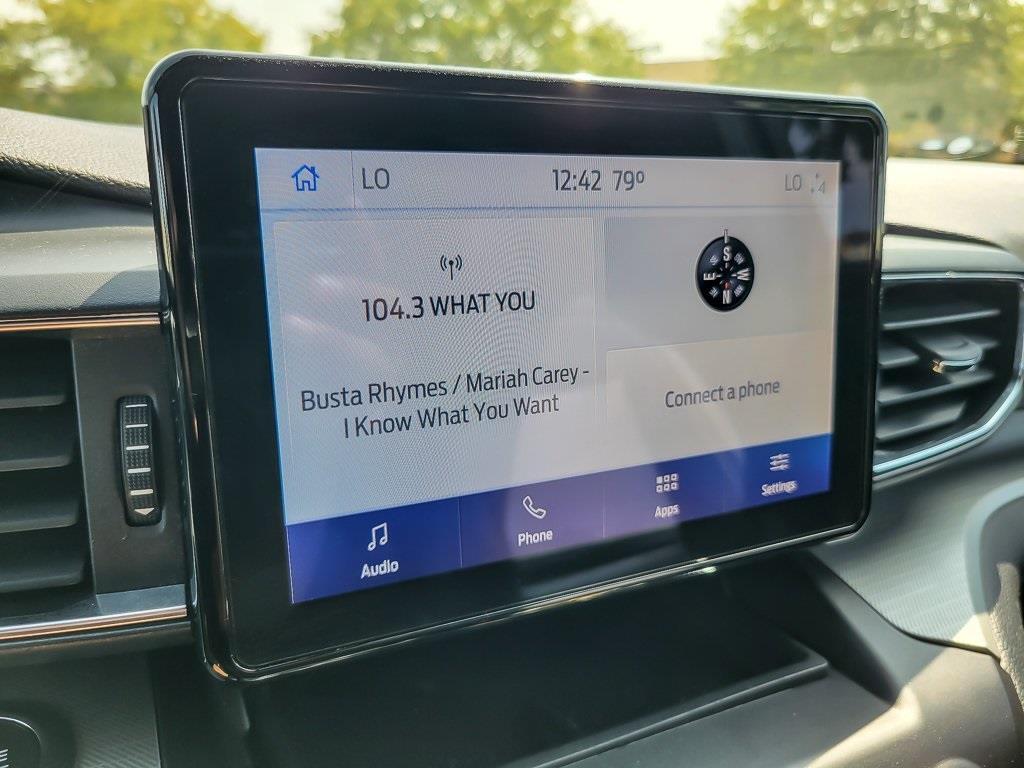 LO 12:42 79° LO
104.3 WHAT YOU
Busta Rhymes / Mariah Carey -
I Know What You Want
S
E W
N
Connect a phone
Audio
Phone
Apps
Settings